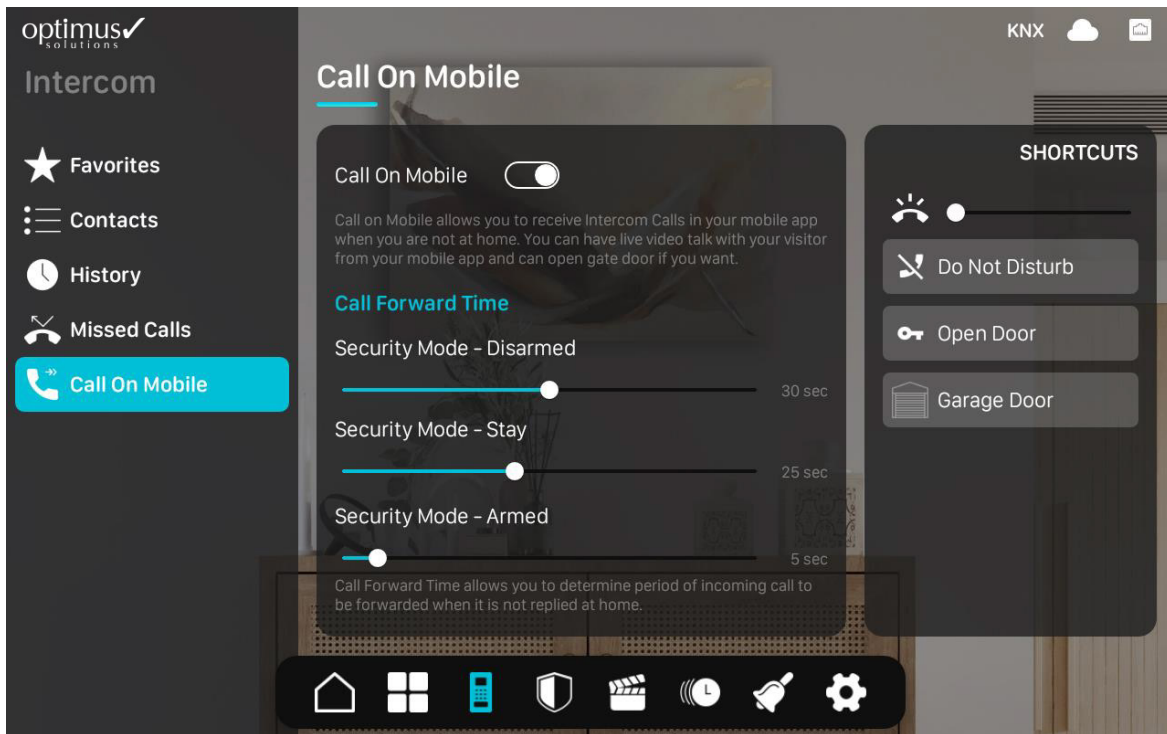 optimus
solutions
KNX
Intercom
Call On Mobile
Favorites
Contacts
History
Missed Calls
Call On Mobile
Call On Mobile
Call on Mobile allows you to receive Intercom Calls in your mobile app
when you are not at home. You can have live video talk with your visitor
from your mobile app and can open gate door if you want.
Call Forward Time
Security Mode - Disarmed
30 sec
Security Mode - Stay
25 sec
Security Mode - Armed
5 sec
Call Forward Time allows you to determine period of incoming call to
be forwarded when it is not replied at home.
SHORTCUTS
Do Not Disturb
Open Door
Garage Door